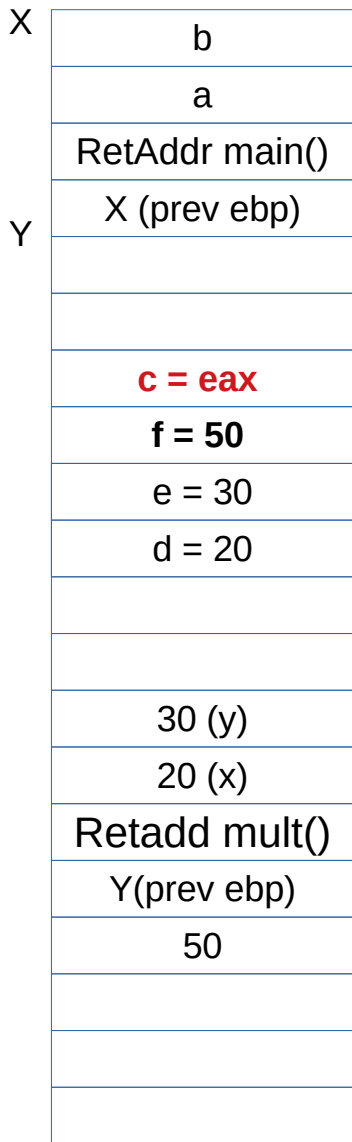 X
b
a
RetAddr main()
X (prev ebp)
Y
c = eax
f = 50
e = 30
d = 20
30 (y)
20 (x)
Retadd mult()
Y(prev ebp)
50